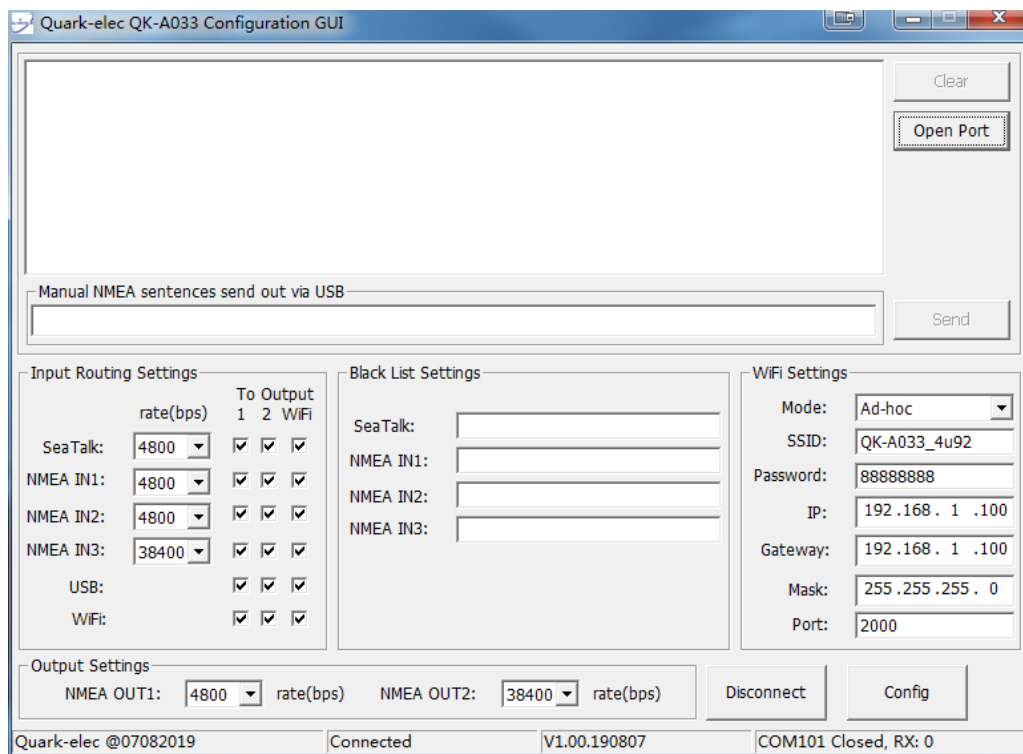 Quark-elec QK-A033 Configuration GUI
Clear
Open Port
Manual NMEA sentences send out via USB
Send
Input Routing Settings
To Output
rate(bps) 1 2 WiFi
SeaTalk: 4800
NMEA IN1: 4800
NMEA IN2: 4800
NMEA IN3: 38400
USB:
WiFi:
Black List Settings
SeaTalk:
NMEA IN1:
NMEA IN2:
NMEA IN3:
WiFi Settings
Mode: Ad-hoc
SSID: QK-A033_4u92
Password: 88888888
IP: 192 .168 . 1 .100
Gateway: 192 .168 . 1 .100
Mask: 255 .255 .255 . 0
Port: 2000
Output Settings
NMEA OUT1: 4800 rate(bps) NMEA OUT2: 38400 rate(bps)
Disconnect
Config
Quark-elec @07082019 Connected V1.00.190807 COM101 Closed, RX: 0